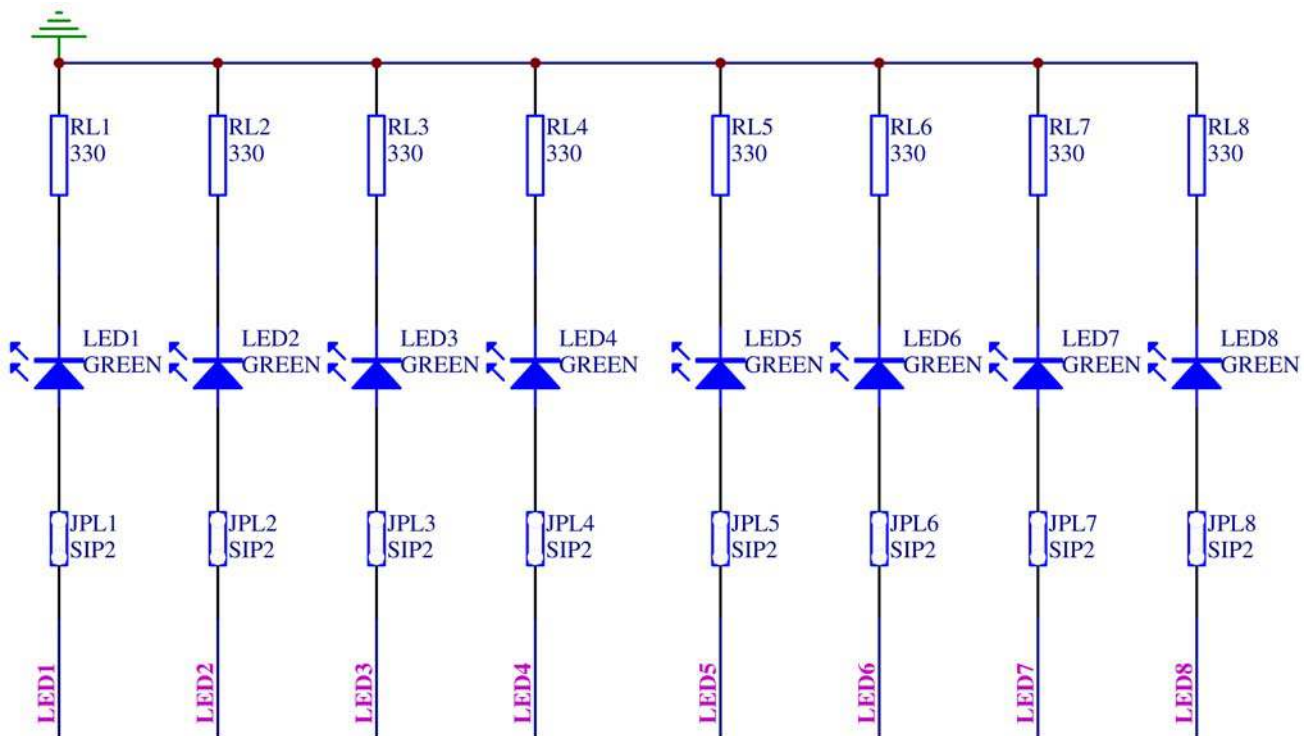 RL1
330
RL2
330
RL3
330
RL4
330
RL5
330
RL6
330
RL7
330
RL8
330
LED1
GREEN
LED2
GREEN
LED3
GREEN
LED4
GREEN
LED5
GREEN
LED6
GREEN
LED7
GREEN
LED8
GREEN
JPL1
SIP2
JPL2
SIP2
JPL3
SIP2
JPL4
SIP2
JPL5
SIP2
JPL6
SIP2
JPL7
SIP2
JPL8
SIP2
LED1
LED2
LED3
LED4
LED5
LED6
LED7
LED8